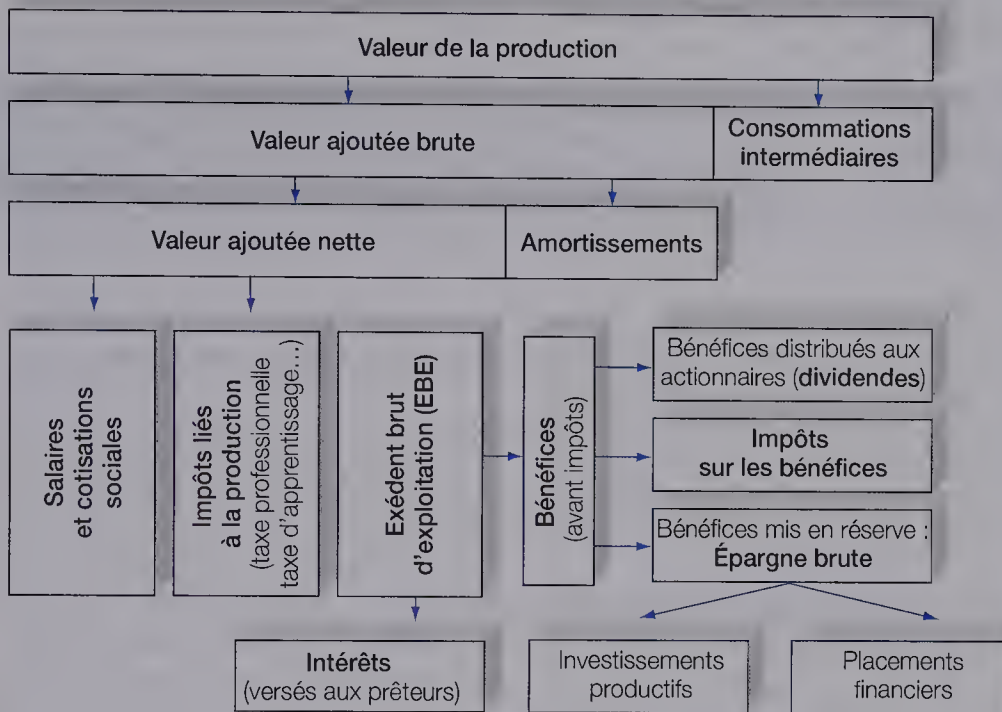 Valeur de la production
Valeur ajoutée brute
Consommations
intermédiaires
Valeur ajoutée nette
Amortissements
Salaires
et cotisations
sociales
Impôts liés
à la production
(taxe professionnelle
taxe d'apprentissage...)
Exédent brut
d'exploitation (EBE)
Bénéfices
(avant impôts)
Bénéfices distribués aux
actionnaires (dividendes)
Impôts
sur les bénéfices
Bénéfices mis en réserve :
Épargne brute
Intérêts
(versés aux prêteurs)
Investissements
productifs
Placements
financiers